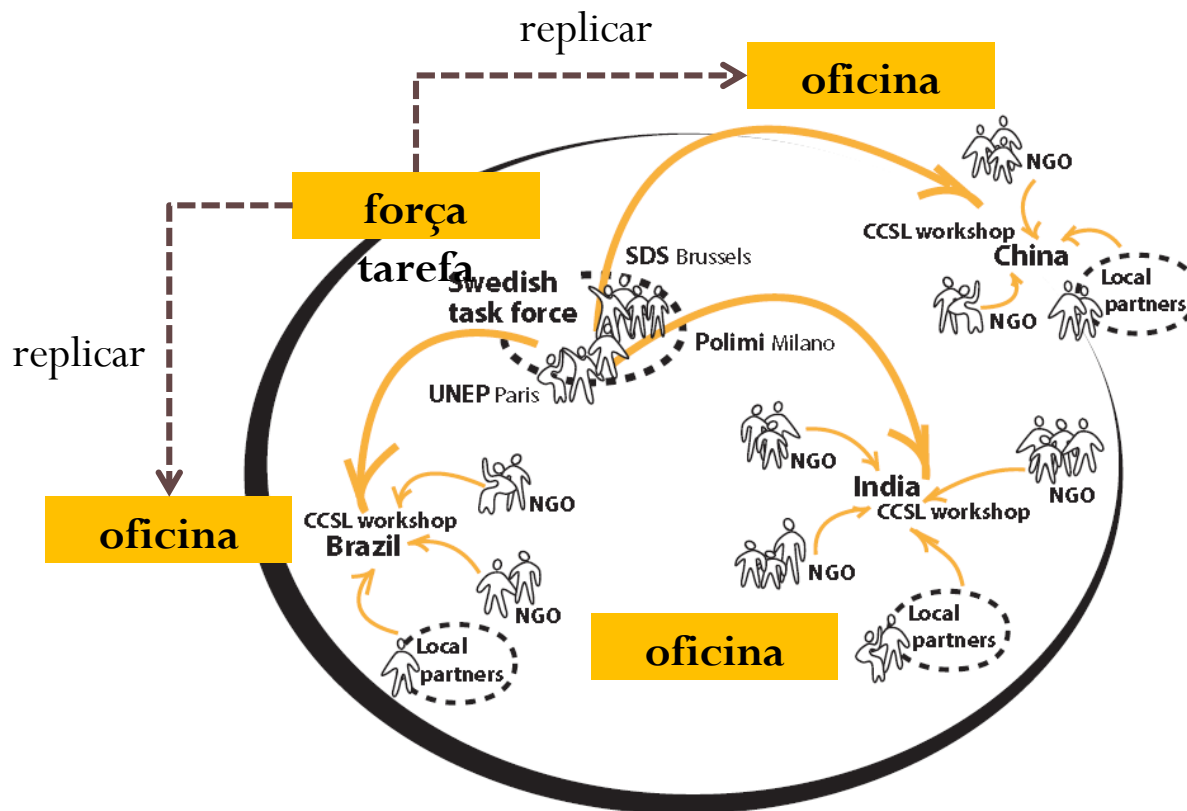 replicar
oficina
força
tarefa
replicar
oficina
SDS Brussels
Swedish
task force
Polimi Milano
UNEP Paris
NGO
CCSL workshop
China
NGO
Local
partners
NGO
India
CCSL workshop
NGO
NGO
Local
partners
NGO
CCSL workshop
Brazil
NGO
Local
partners
oficina